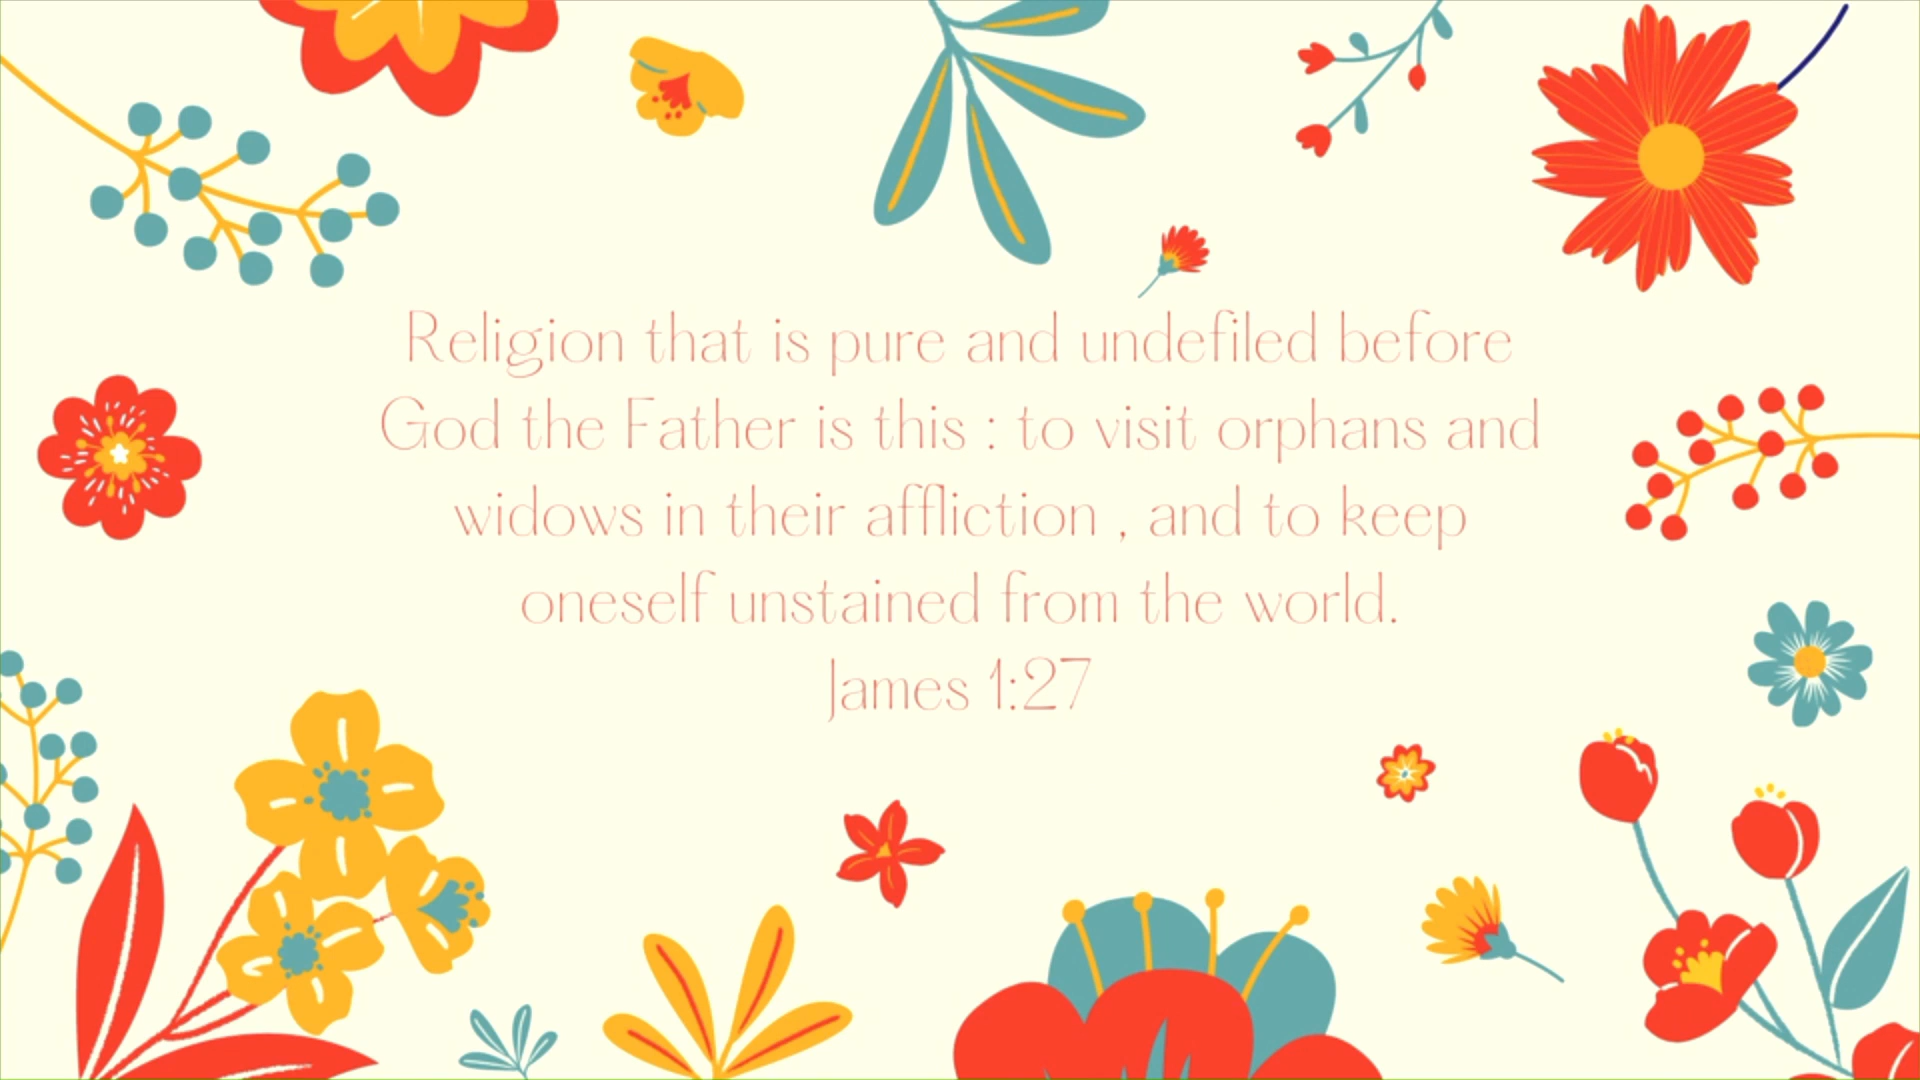 Religion that is pure and undefiled before
God the Father is this : to visit orphans and
widows in their affliction , and to keep
oneself unstained from the world.
James 1:27